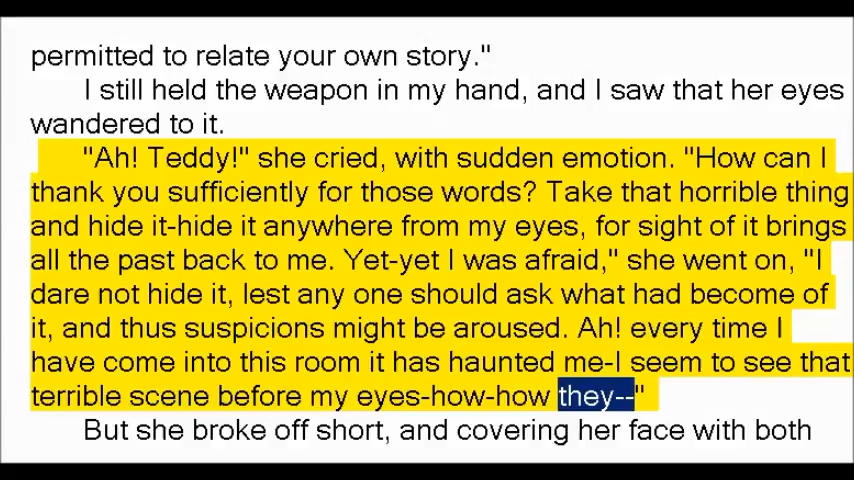 permitted to relate your own story."
I still held the weapon in my hand, and I saw that her eyes
wandered to it.
"Ah! Teddy!" she cried, with sudden emotion. "How can I
thank you sufficiently for those words? Take that horrible thing
and hide it-hide it anywhere from my eyes, for sight of it brings
all the past back to me. Yet-yet I was afraid," she went on, "I
dare not hide it, lest any one should ask what had become of
it, and thus suspicions might be aroused. Ah! every time I
have come into this room it has haunted me-I seem to see that
terrible scene before my eyes-how-how they--"
But she broke off short, and covering her face with both